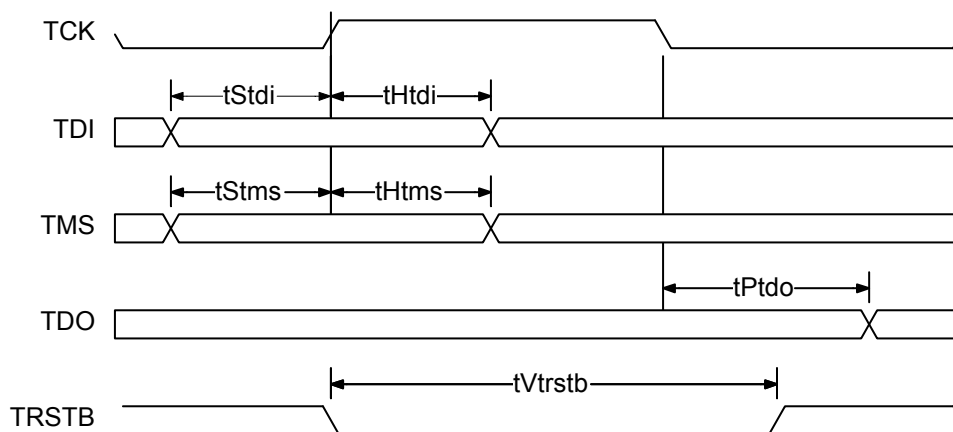 TCK
tStdi tHtdi
TDI
tStms tHtms
TMS
tPtdo
TDO
tVtrstb
TRSTB